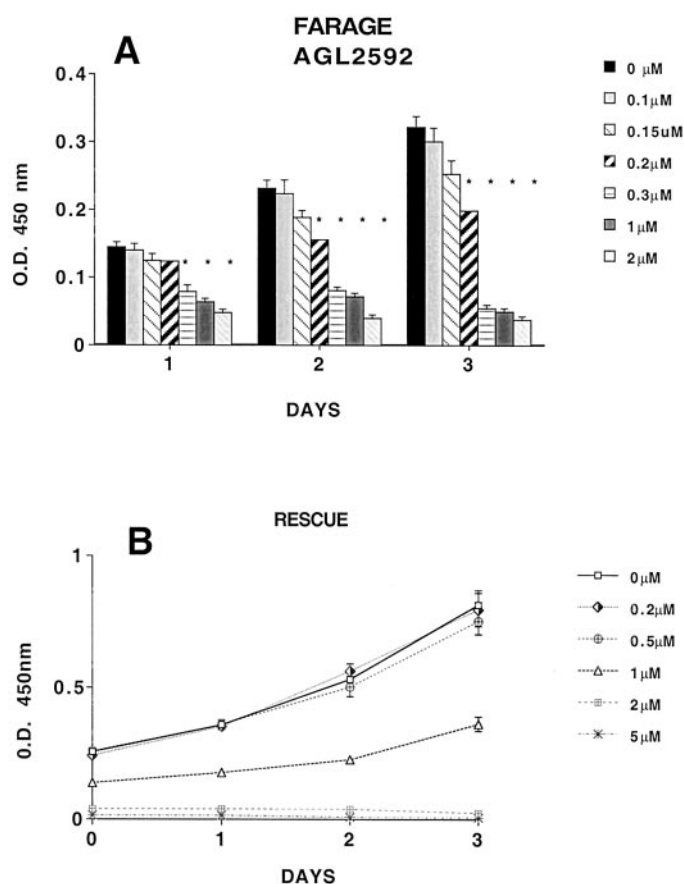 FARAGE
A AGL2592
0.4
0.3
0.2
0.1
0
O.D. 450 nm
* * *
* * * *
* * * *
1 2 3
DAYS
0 µM
0.1µM
0.15uM
0.2µM
0.3µM
1µM
2µM
B RESCUE
1
0.5
0
O.D. 450nm
0 1 2 3
DAYS
0µM
0.2µM
0.5µM
1µM
2µM
5µM